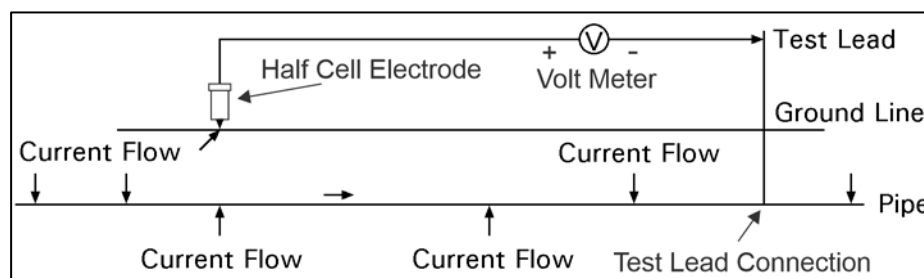 Test Lead
+ V -
Half Cell Electrode
Volt Meter
Ground Line
Current Flow
Current Flow
Pipe
Current Flow
Current Flow
Test Lead Connection